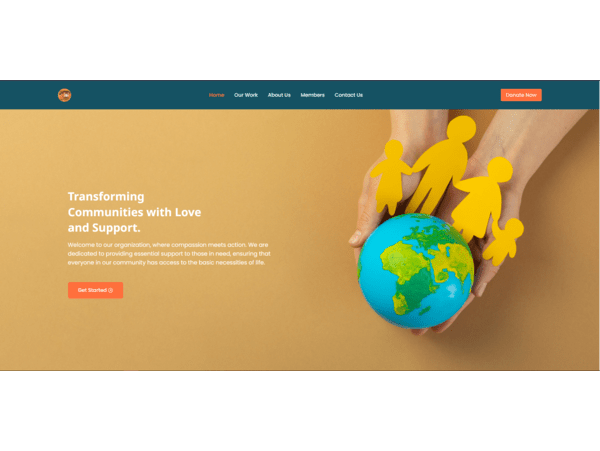 Home Our Work About Us Members Contact Us Donate Now
Transforming
Communities with Love
and Support.
Welcome to our organization, where compassion meets action. We are
dedicated to providing essential support to those in need, ensuring that
everyone in our community has access to the basic necessities of life.
Get Started